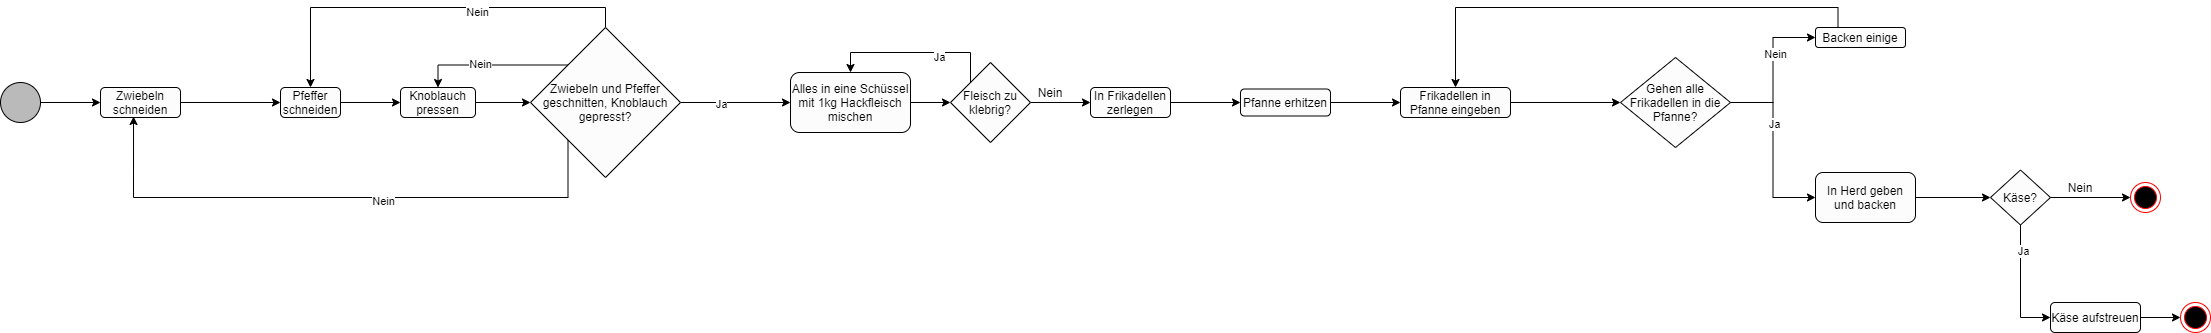 Nein
Nein
Zwiebeln
schneiden
Pfeffer
schneiden
Knoblauch
pressen
Zwiebeln und Pfeffer
geschnitten, Knoblauch
gepresst?
Nein
Ja
Alles in eine Schüssel
mit 1kg Hackfleisch
mischen
Ja
Fleisch zu
klebrig?
Nein
In Frikadellen
zerlegen
Pfanne erhitzen
Frikadellen in
Pfanne eingeben
Gehen alle
Frikadellen in die
Pfanne?
Nein
Backen einige
Ja
In Herd geben
und backen
Käse?
Nein
Ja
Käse aufstreuen